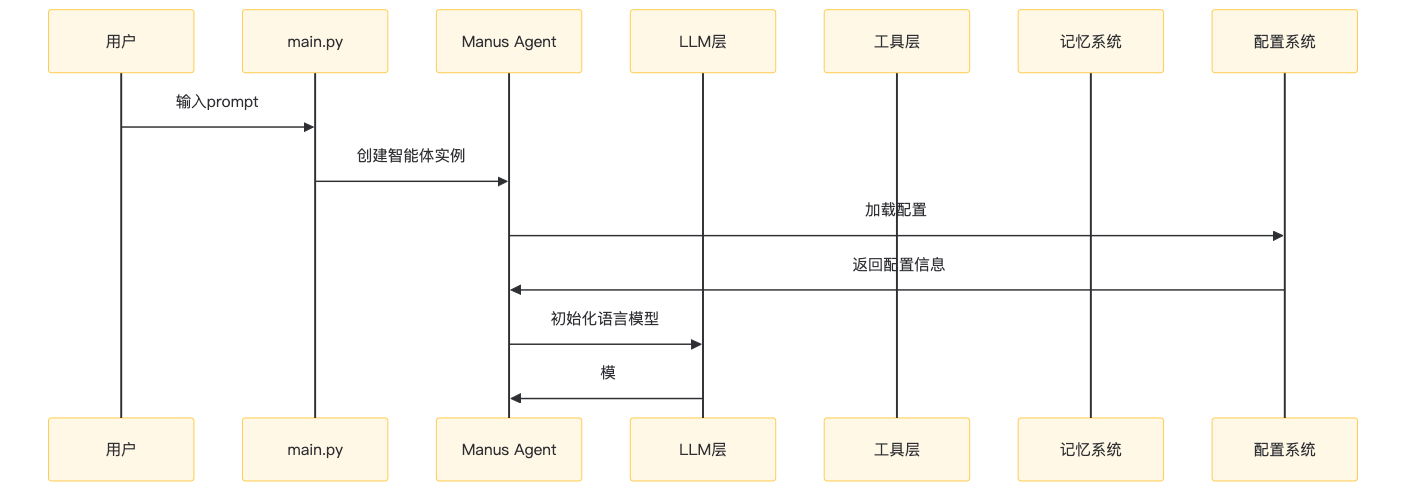 用户
main.py
Manus Agent
LLM层
工具层
记忆系统
配置系统
输入prompt
创建智能体实例
加载配置
返回配置信息
初始化语言模型
模
用户
main.py
Manus Agent
LLM层
工具层
记忆系统
配置系统